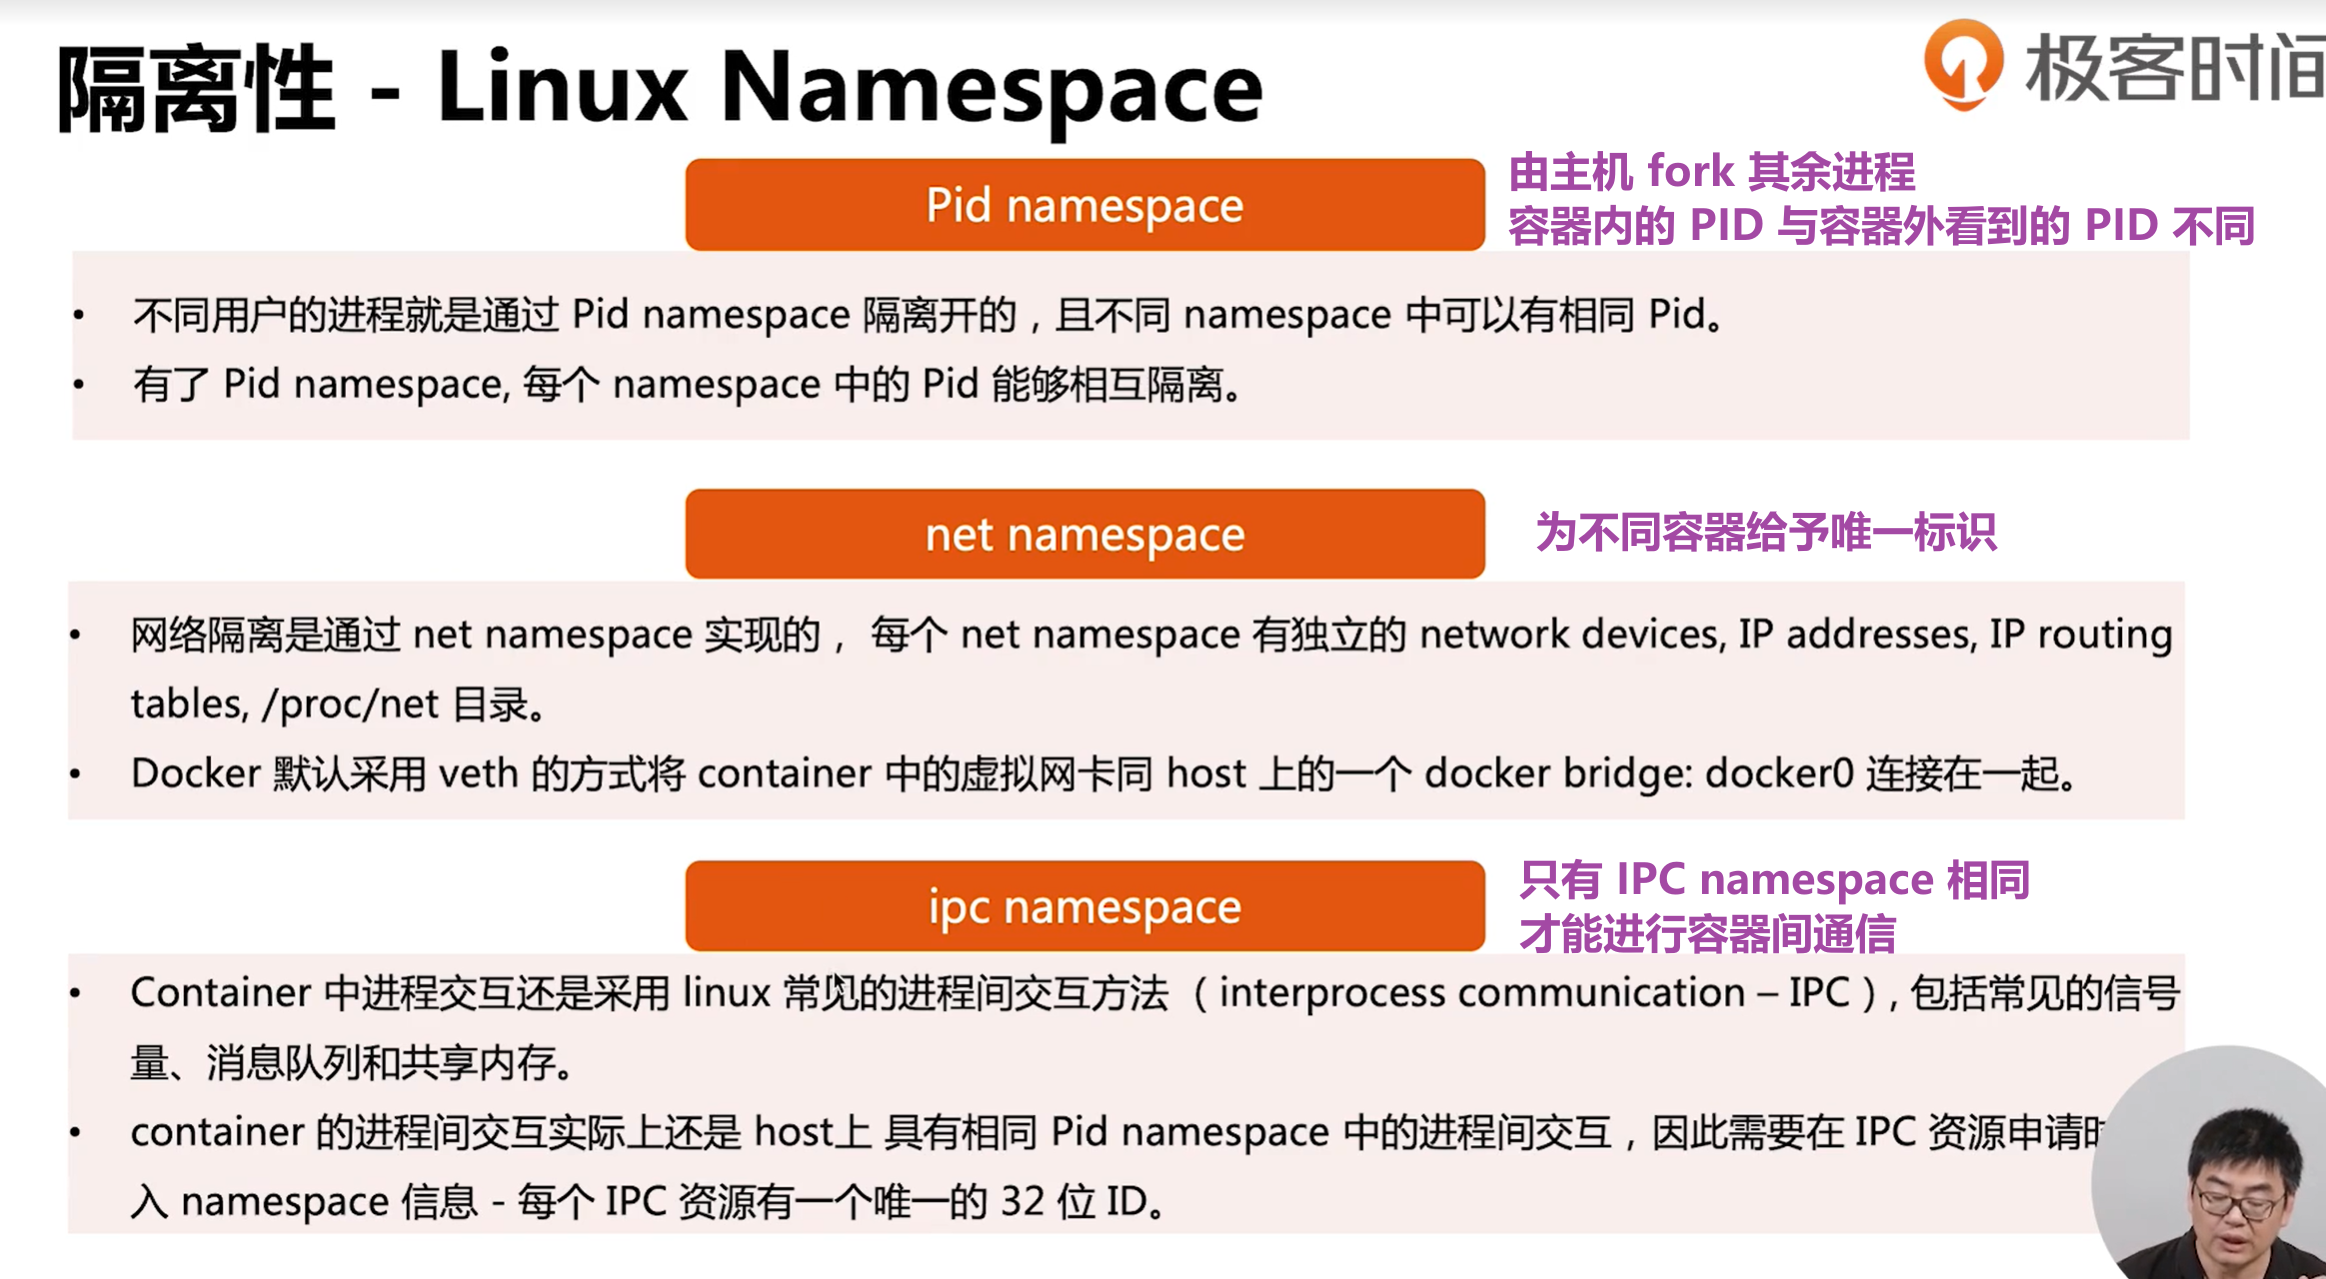 隔离性 - Linux Namespace
极客时间
Pid namespace
由主机 fork 其余进程
容器内的 PID 与容器外看到的 PID 不同
• 不同用户的进程就是通过 Pid namespace 隔离开的，且不同 namespace 中可以有相同 Pid。
• 有了 Pid namespace, 每个 namespace 中的 Pid 能够相互隔离。
net namespace
为不同容器给予唯一标识
• 网络隔离是通过 net namespace 实现的， 每个 net namespace 有独立的 network devices, IP addresses, IP routing
tables, /proc/net 目录。
• Docker 默认采用 veth 的方式将 container 中的虚拟网卡同 host 上的一个 docker bridge: docker0 连接在一起。
ipc namespace
只有 IPC namespace 相同
才能进行容器间通信
• Container 中进程交互还是采用 linux 常见的进程间交互方法 （interprocess communication – IPC）, 包括常见的信号
量、消息队列和共享内存。
• container 的进程间交互实际上还是 host上 具有相同 Pid namespace 中的进程间交互，因此需要在 IPC 资源申请时
入 namespace 信息 - 每个 IPC 资源有一个唯一的 32 位 ID。